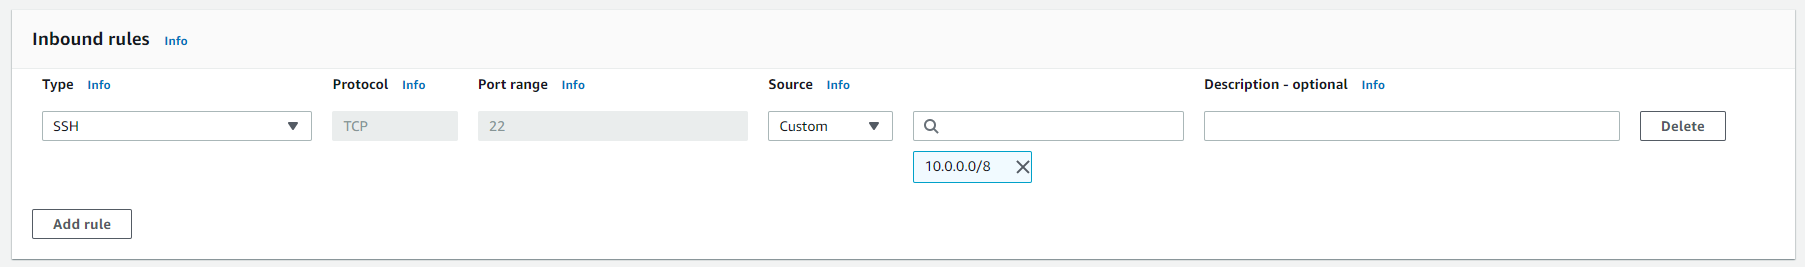 Inbound rules Info
Type Info Protocol Info Port range Info Source Info Description - optional Info
SSH TCP 22 Custom Delete
10.0.0.0/8
Add rule